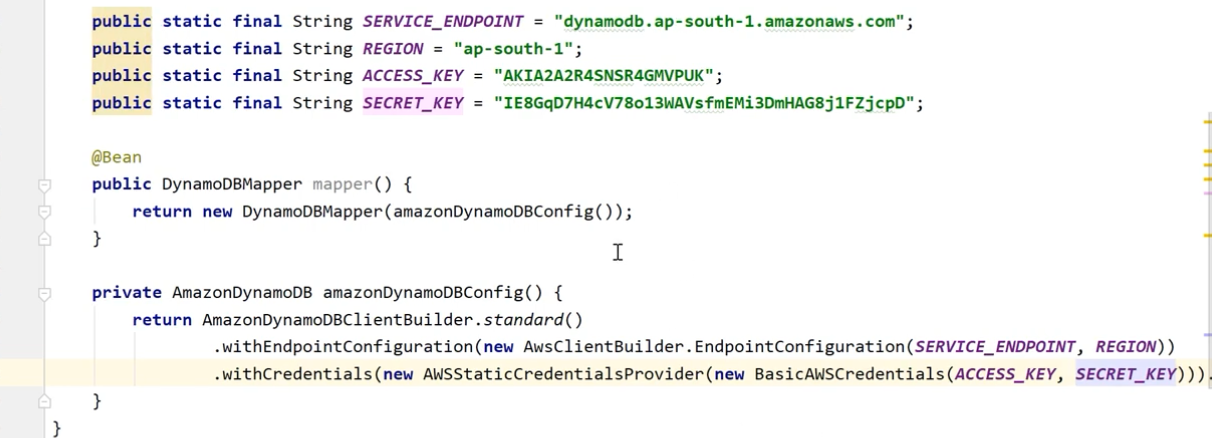 public static final String SERVICE_ENDPOINT = "dynamodb.ap-south-1.amazonaws.com";
public static final String REGION = "ap-south-1";
public static final String ACCESS_KEY = "AKIA2A2R4SNSR4GMVPUK";
public static final String SECRET_KEY = "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";
@Bean
public DynamoDBMapper mapper() {
return new DynamoDBMapper(amazonDynamoDBConfig());
}
private AmazonDynamoDB amazonDynamoDBConfig() {
return AmazonDynamoDBClientBuilder.standard()
.withEndpointConfiguration(new AwsClientBuilder.EndpointConfiguration(SERVICE_ENDPOINT, REGION))
.withCredentials(new AWSStaticCredentialsProvider(new BasicAWSCredentials(ACCESS_KEY, SECRET_KEY))).
}
}